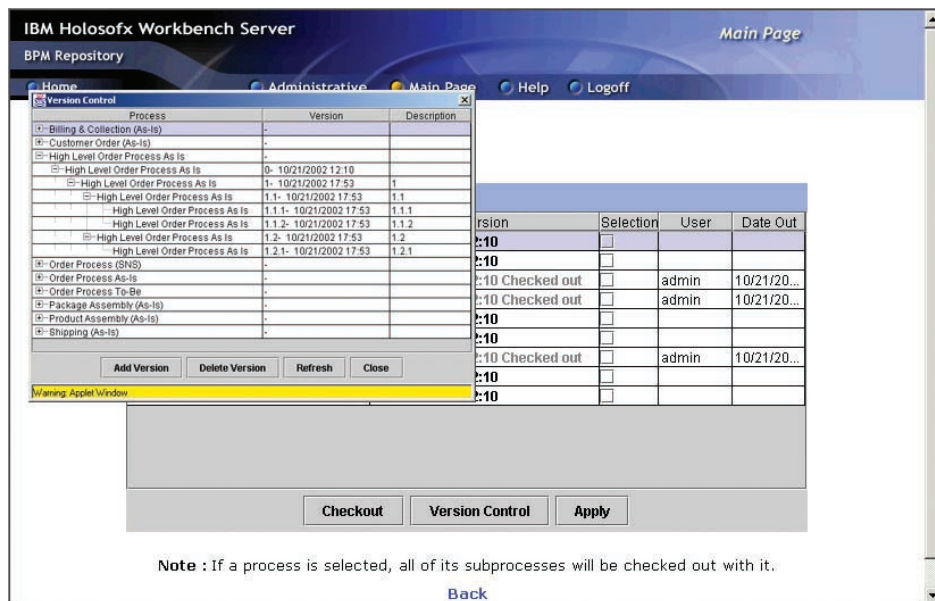 IBM Holosofx Workbench Server
Main Page
BPM Repository
Home Administrative Main Page Help Logoff
Version Control
Process Version Description
Billing & Collection (As-Is) -
Customer Order (As-Is) -
High Level Order Process As Is -
High Level Order Process As Is 0- 10/21/2002 12:10
High Level Order Process As Is 1- 10/21/2002 17:53 1
High Level Order Process As Is 1.1- 10/21/2002 17:53 1.1
High Level Order Process As Is 1.1.1- 10/21/2002 17:53 1.1.1
High Level Order Process As Is 1.1.2- 10/21/2002 17:53 1.1.2
High Level Order Process As Is 1.2- 10/21/2002 17:53 1.2
High Level Order Process As Is 1.2.1- 10/21/2002 17:53 1.2.1
Order Process (SNS) -
Order Process As-Is -
Order Process To-Be -
Package Assembly (As-Is) -
Product Assembly (As-Is) -
Shipping (As-Is) -
Add Version Delete Version Refresh Close
Warning: Applet Window
rsion Selection User Date Out
2:10
2:10
2:10 Checked out admin 10/21/20...
2:10 Checked out admin 10/21/20...
2:10
2:10
2:10 Checked out admin 10/21/20...
2:10
2:10
Checkout Version Control Apply
Note : If a process is selected, all of its subprocesses will be checked out with it.
Back